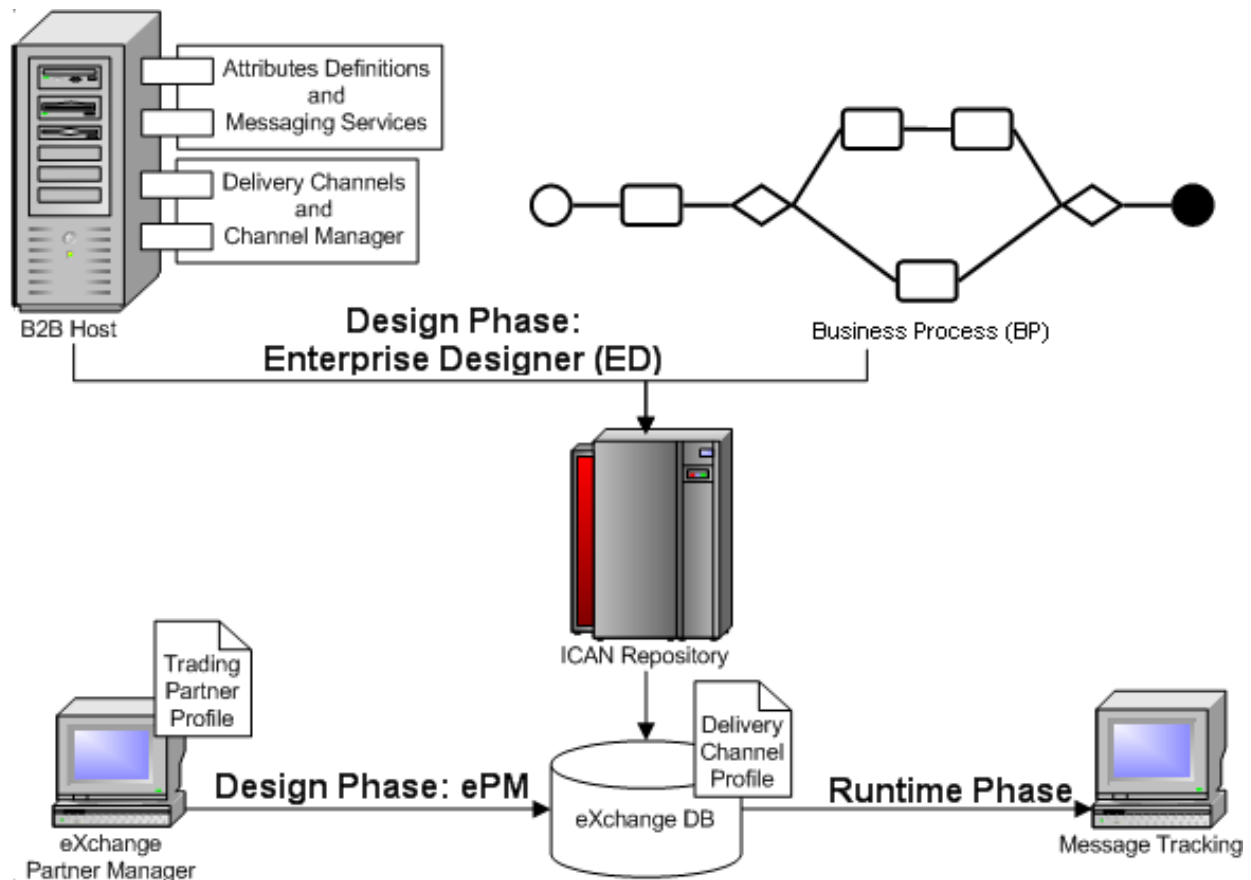 Attributes Definitions
and
Messaging Services
Delivery Channels
and
Channel Manager
B2B Host
Design Phase:
Enterprise Designer (ED)
Business Process (BP)
ICAN Repository
Trading
Partner
Profile
Delivery
Channel
Profile
Design Phase: ePM
eXchange DB
Runtime Phase
eXchange
Partner Manager
Message Tracking